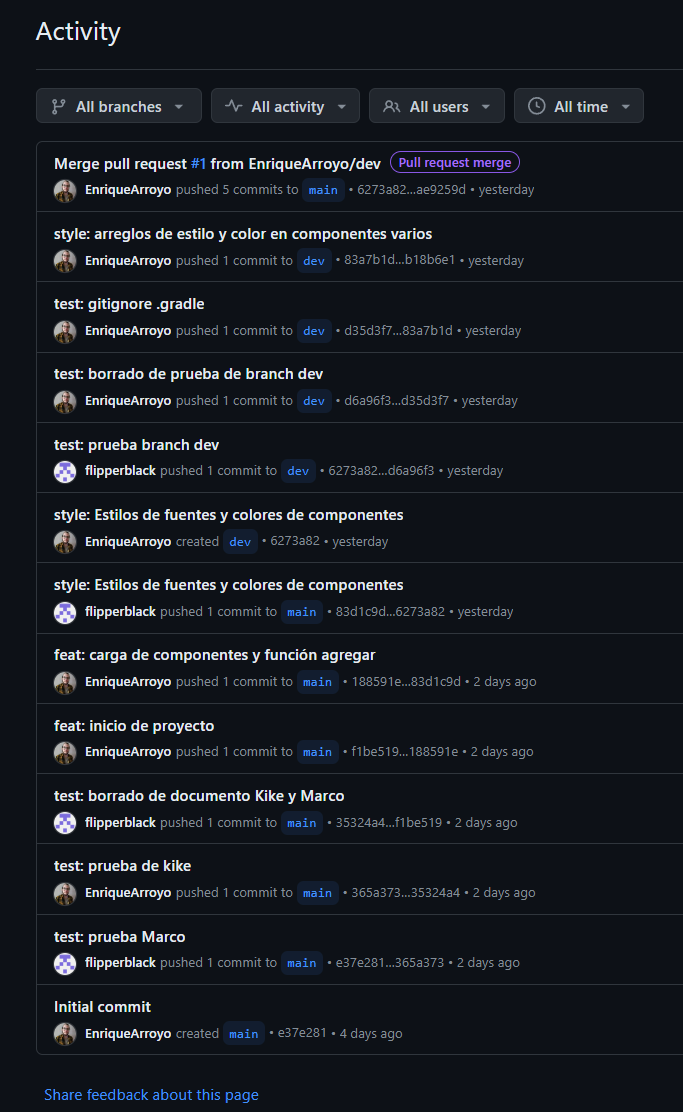 Activity
All branches
All activity
All users
All time
Merge pull request #1 from EnriqueArroyo/dev Pull request merge
EnriqueArroyo pushed 5 commits to main • 6273a82...ae9259d • yesterday
style: arreglos de estilo y color en componentes varios
EnriqueArroyo pushed 1 commit to dev • 83a7b1d...b18b6e1 • yesterday
test: gitignore .gradle
EnriqueArroyo pushed 1 commit to dev • d35d3f7...83a7b1d • yesterday
test: borrado de prueba de branch dev
EnriqueArroyo pushed 1 commit to dev • d6a96f3...d35d3f7 • yesterday
test: prueba branch dev
flipperblack pushed 1 commit to dev • 6273a82...d6a96f3 • yesterday
style: Estilos de fuentes y colores de componentes
EnriqueArroyo created dev • 6273a82 • yesterday
style: Estilos de fuentes y colores de componentes
flipperblack pushed 1 commit to main • 83d1c9d...6273a82 • yesterday
feat: carga de componentes y función agregar
EnriqueArroyo pushed 1 commit to main • 188591e...83d1c9d • 2 days ago
feat: inicio de proyecto
EnriqueArroyo pushed 1 commit to main • f1be519...188591e • 2 days ago
test: borrado de documento Kike y Marco
flipperblack pushed 1 commit to main • 35324a4...f1be519 • 2 days ago
test: prueba de kike
EnriqueArroyo pushed 1 commit to main • 365a373...35324a4 • 2 days ago
test: prueba Marco
flipperblack pushed 1 commit to main • e37e281...365a373 • 2 days ago
Initial commit
EnriqueArroyo created main • e37e281 • 4 days ago
Share feedback about this page